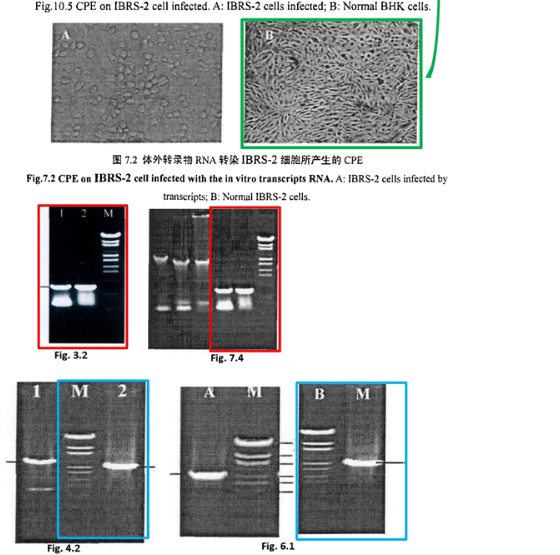 Fig.10.5 CPE on IBRS-2 cell infected. A: IBRS-2 cells infected; B: Normal BHK cells.
A B
图 7.2 体外转录物 RNA 转染 IBRS-2 细胞所产生的 CPE
Fig.7.2 CPE on IBRS-2 cell infected with the in vitro transcripts RNA. A: IBRS-2 cells infected by
transcripts; B: Normal IBRS-2 cells.
1 2 M
Fig. 3.2
Fig. 7.4
1 M 2
A M B M
Fig. 4.2
Fig. 6.1